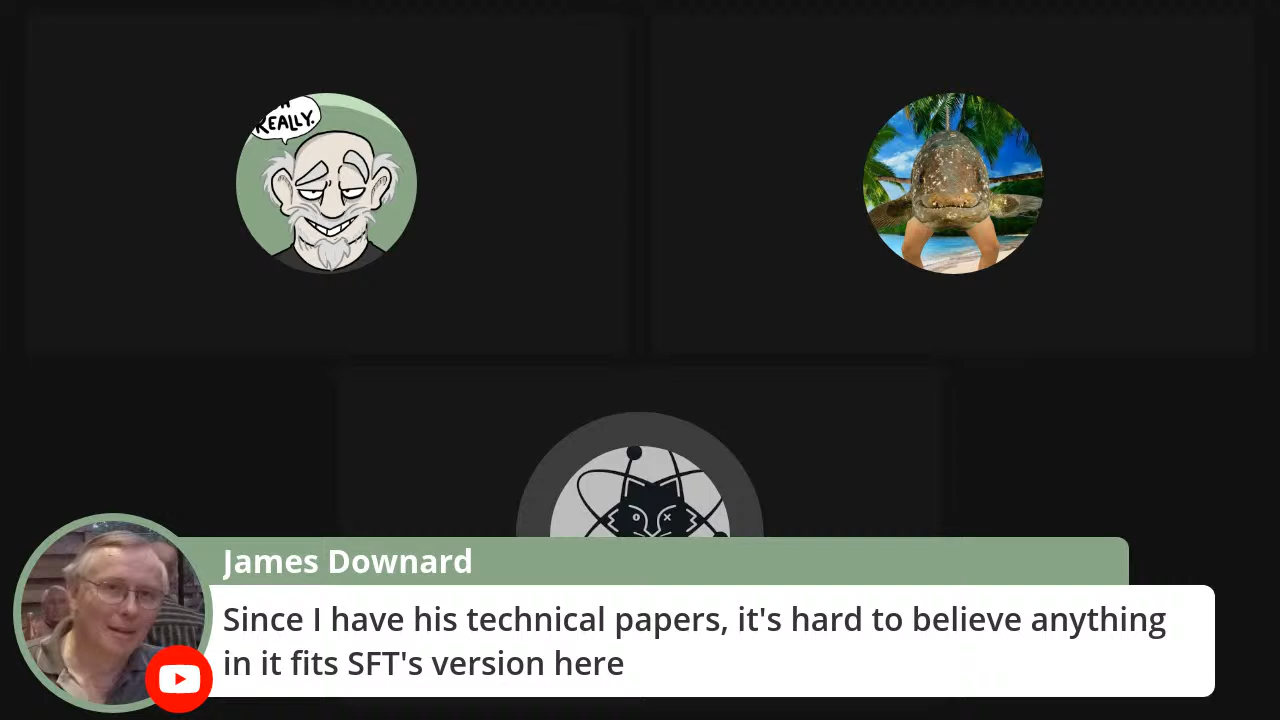 REALLY.
James Downard
Since I have his technical papers, it's hard to believe anything
in it fits SFT's version here